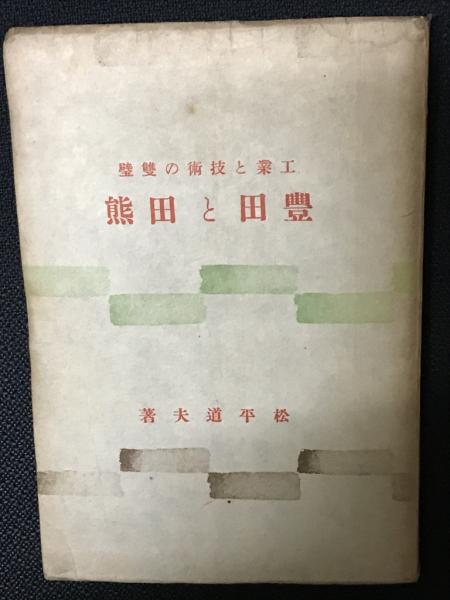 工業と技術の雙璧
豐田と田熊
松平道夫著